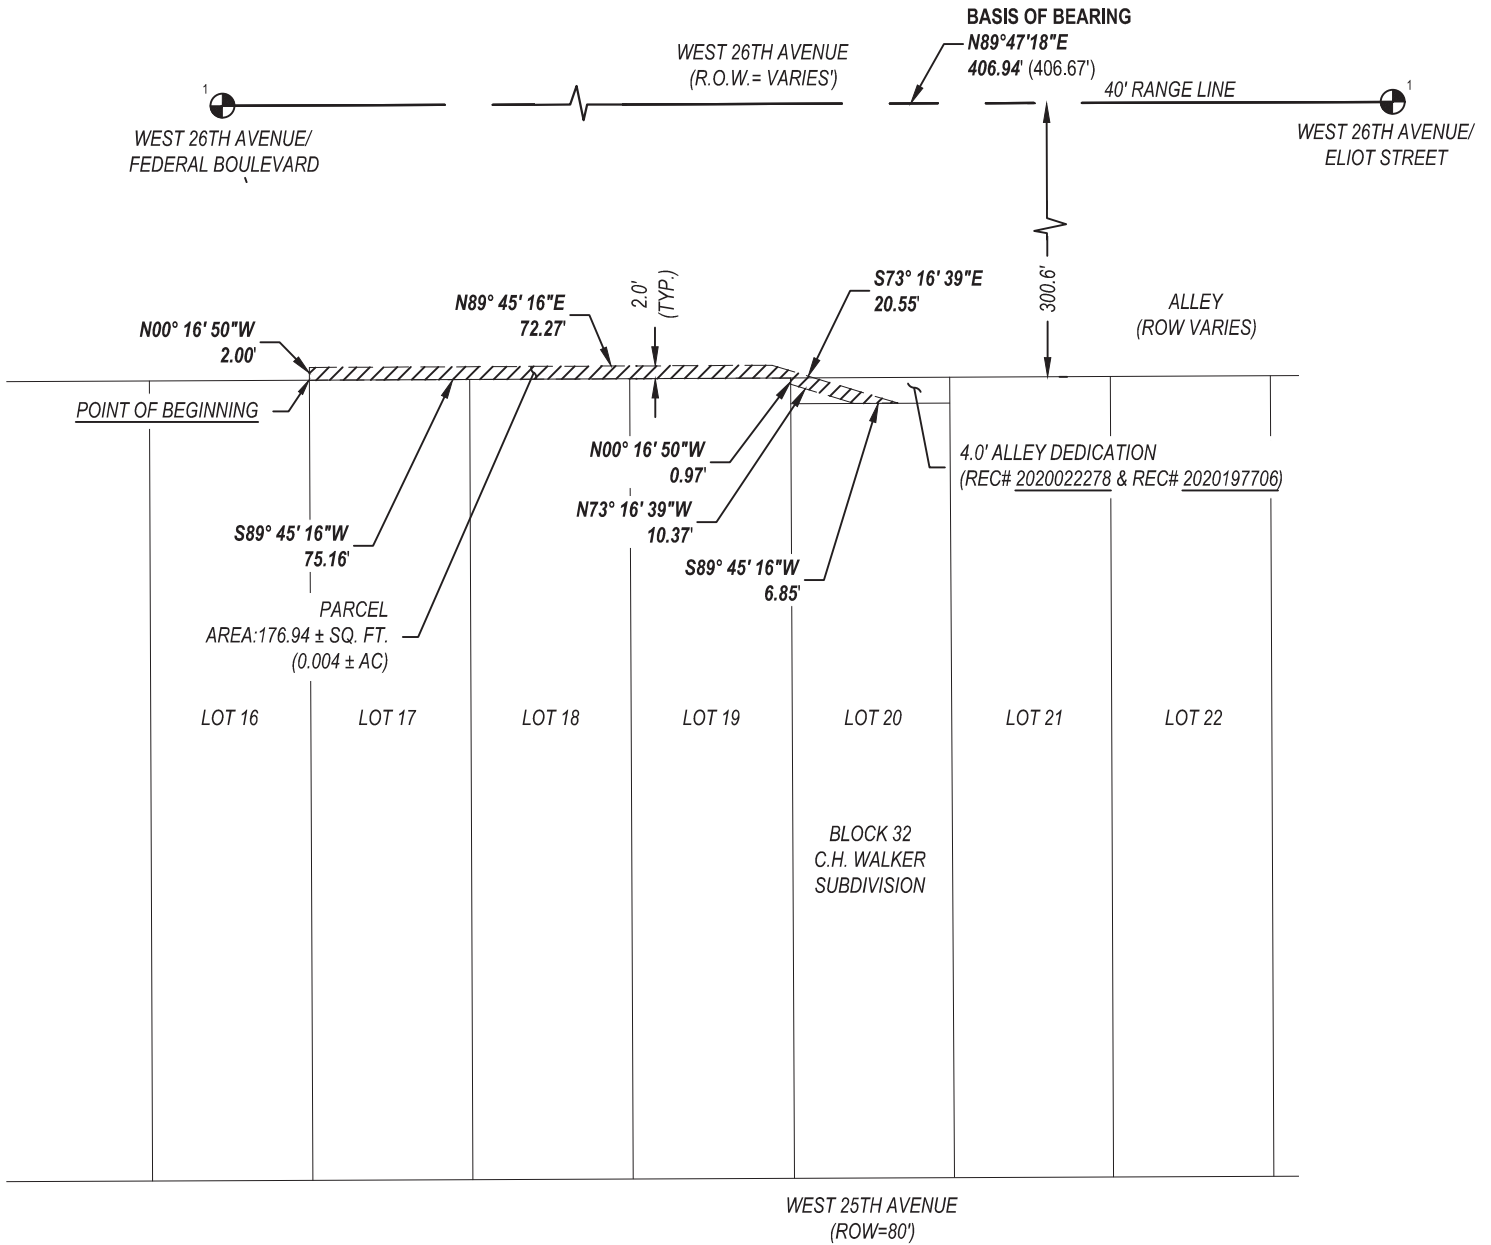 BASIS OF BEARING
N89°47'18"E
406.94' (406.67')
WEST 26TH AVENUE
(R.O.W.= VARIES')
40' RANGE LINE
1
WEST 26TH AVENUE/
FEDERAL BOULEVARD
1
WEST 26TH AVENUE/
ELIOT STREET
300.6'
ALLEY
(ROW VARIES)
S73° 16' 39"E
20.55'
2.0'
(TYP.)
N89° 45' 16"E
72.27'
N00° 16' 50"W
2.00'
POINT OF BEGINNING
N00° 16' 50"W
0.97'
4.0' ALLEY DEDICATION
(REC# 2020022278 & REC# 2020197706)
N73° 16' 39"W
10.37'
S89° 45' 16"W
75.16'
S89° 45' 16"W
6.85'
PARCEL
AREA:176.94 ± SQ. FT.
(0.004 ± AC)
LOT 16
LOT 17
LOT 18
LOT 19
LOT 20
LOT 21
LOT 22
BLOCK 32
C.H. WALKER
SUBDIVISION
WEST 25TH AVENUE
(ROW=80')